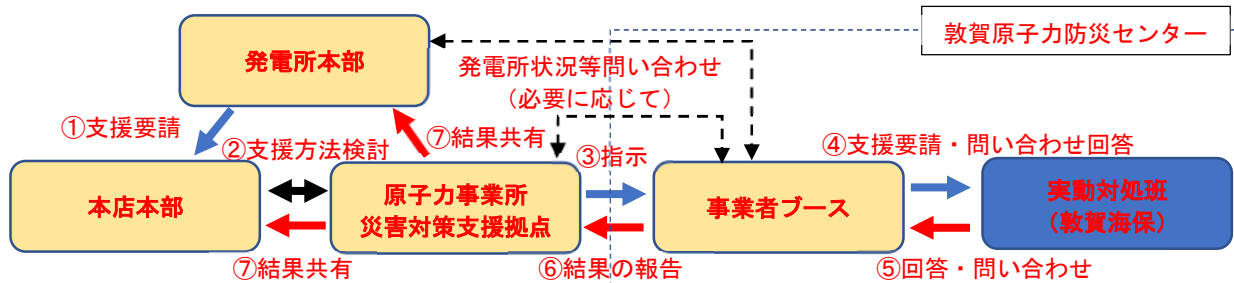 敦賀原子力防災センター
発電所本部
発電所状況等問い合わせ
（必要に応じて）
①支援要請
②支援方法検討
⑦結果共有
③指示
④支援要請・問い合わせ回答
本店本部
原子力事業所
災害対策支援拠点
事業者ブース
実動対処班
（敦賀海保）
⑦結果共有
⑥結果の報告
⑤回答・問い合わせ